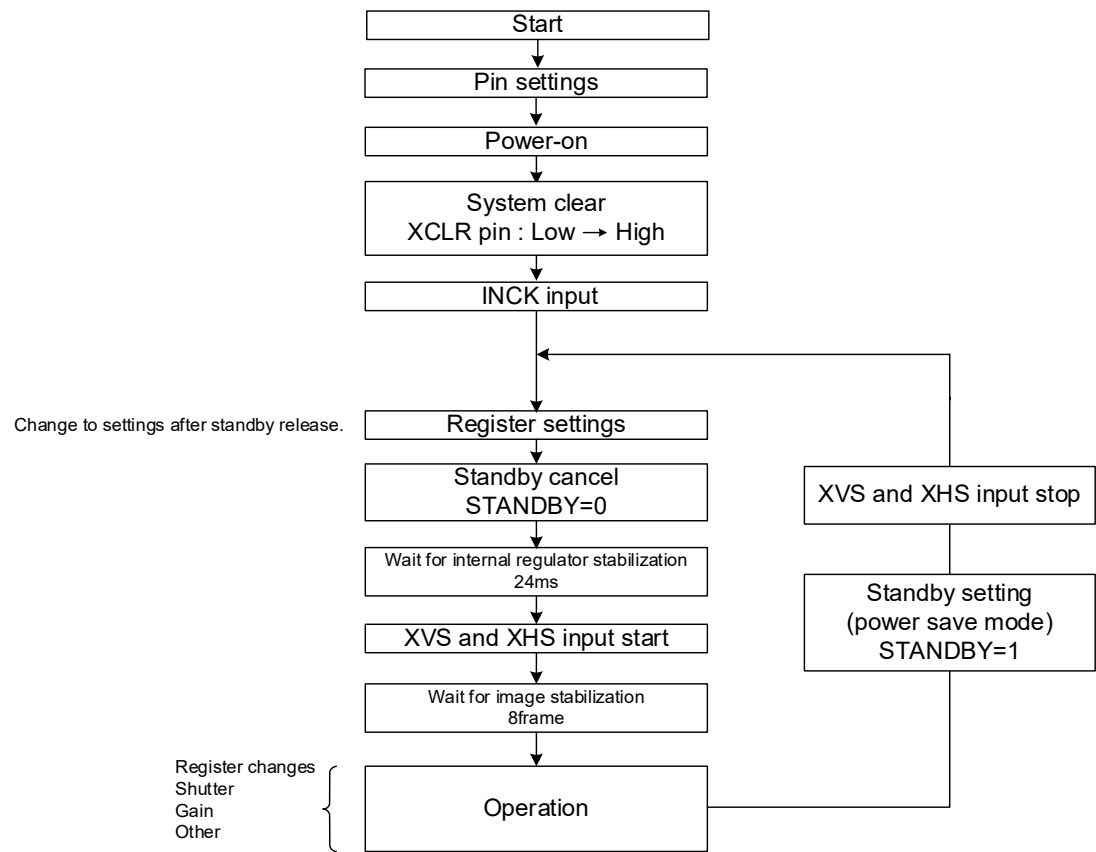 Start
Pin settings
Power-on
System clear
XCLR pin : Low → High
INCK input
Change to settings after standby release.
Register settings
Standby cancel
STANDBY=0
Wait for internal regulator stabilization
24ms
XVS and XHS input start
Wait for image stabilization
8frame
Register changes
Shutter
Gain
Other
Operation
XVS and XHS input stop
Standby setting
(power save mode)
STANDBY=1